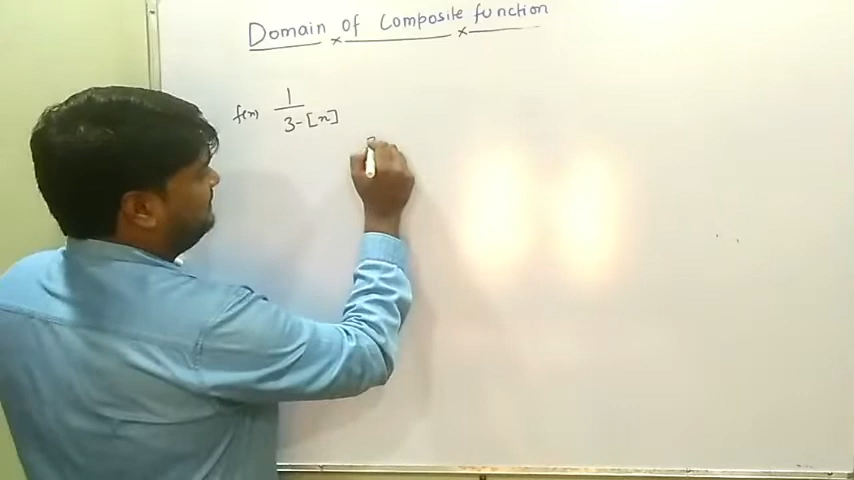 Domain of Composite function
f(x) 1
3-[x]